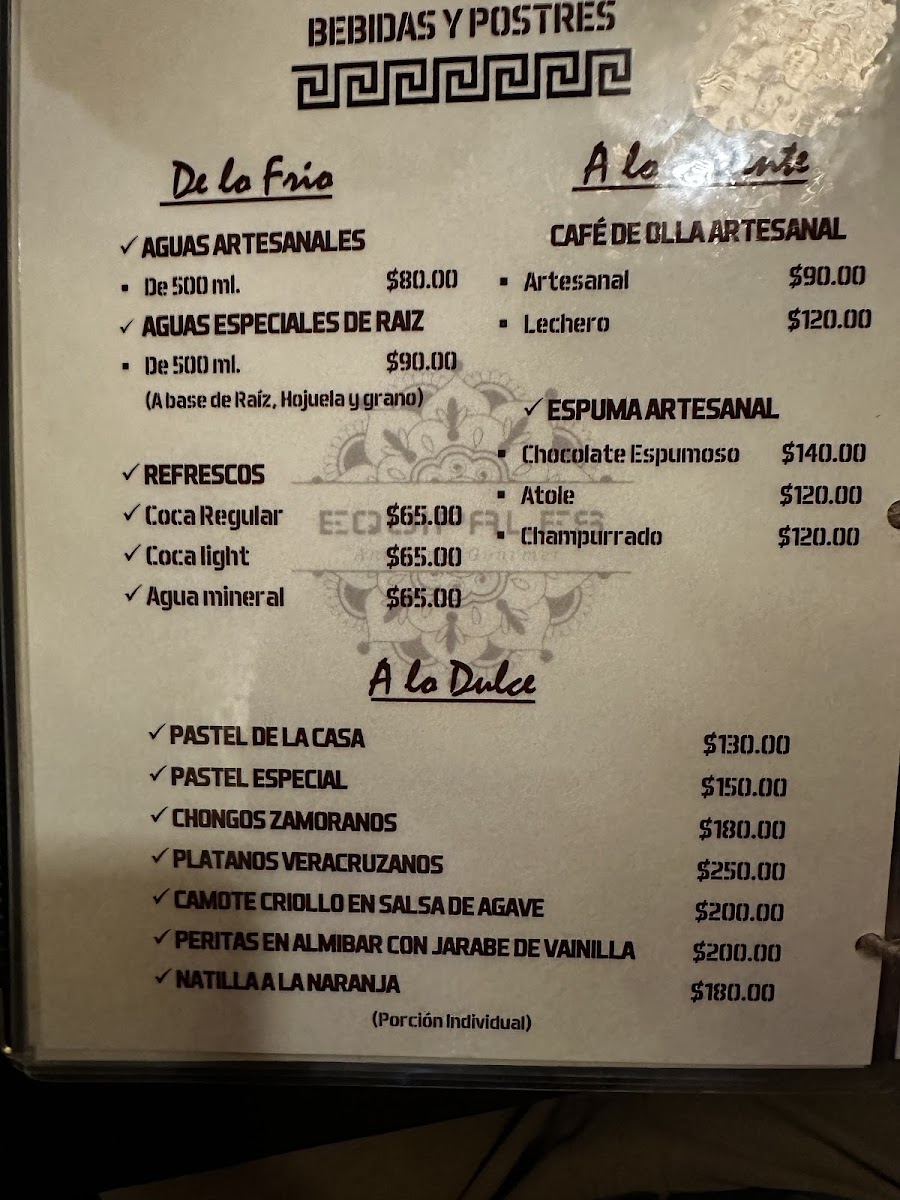 BEBIDAS Y POSTRES
De lo Frio
✓ AGUAS ARTESANALES
▪ De 500 ml. $80.00
✓ AGUAS ESPECIALES DE RAIZ
▪ De 500 ml. $90.00
(A base de Raíz, Hojuela y grano)
✓ REFRESCOS
✓ Coca Regular $65.00
✓ Coca light $65.00
✓ Agua mineral $65.00
A lo
CAFÉ DE OLLA ARTESANAL
▪ Artesanal $90.00
▪ Lechero $120.00
✓ ESPUMA ARTESANAL
▪ Chocolate Espumoso $140.00
▪ Atole $120.00
▪ Champurrado $120.00
EQUIPALES
Gourmet
A lo Dulce
✓ PASTEL DE LA CASA $130.00
✓ PASTEL ESPECIAL $150.00
✓ CHONGOS ZAMORANOS $180.00
✓ PLATANOS VERACRUZANOS $250.00
✓ CAMOTE CRIOLLO EN SALSA DE AGAVE $200.00
✓ PERITAS EN ALMIBAR CON JARABE DE VAINILLA $200.00
✓ NATILLA A LA NARANJA $180.00
(Porción Individual)